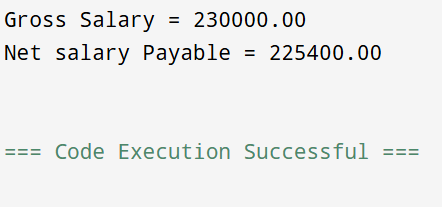 Gross Salary = 230000.00
Net salary Payable = 225400.00
=== Code Execution Successful ===